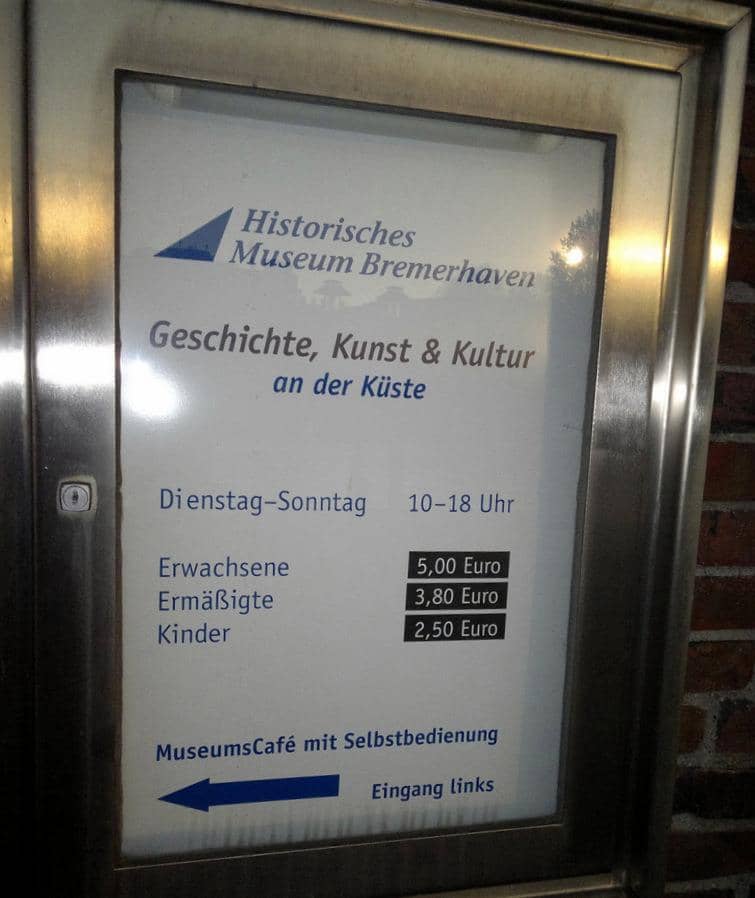 Historisches
Museum Bremerhaven
Geschichte, Kunst & Kultur
an der Küste
Dienstag–Sonntag 10–18 Uhr
Erwachsene 5,00 Euro
Ermäßigte 3,80 Euro
Kinder 2,50 Euro
MuseumsCafé mit Selbstbedienung
Eingang links